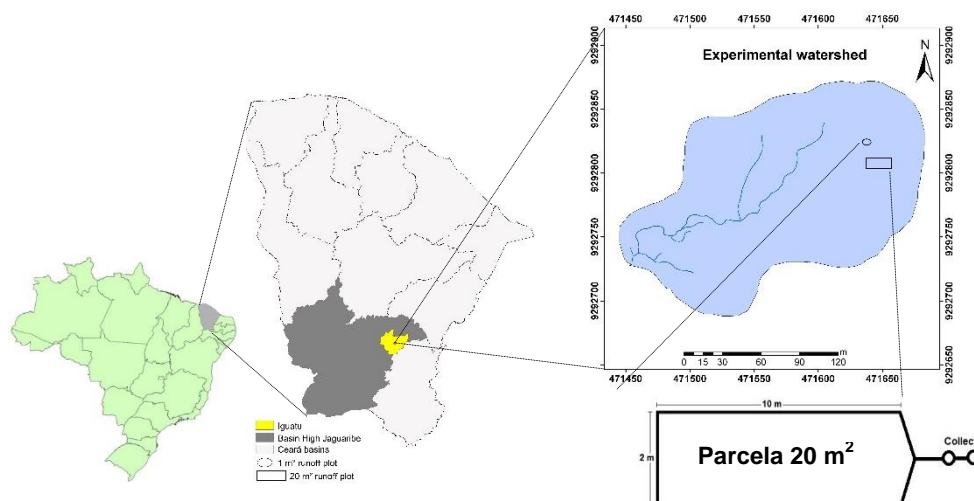 471450 471500 471550 471600 471650
9292900
9292850
9292800
9292750
9292700
9292650
Experimental watershed
N
9292900
9292850
9292800
9292750
9292700
9292650
0 15 30 60 90 120 m
471450 471500 471550 471600 471650
Iguatu
Basin High Jaguaribe
Ceará basins
1 m² runoff plot
20 m² runoff plot
10 m
2 m
Parcela 20 m²
Collec